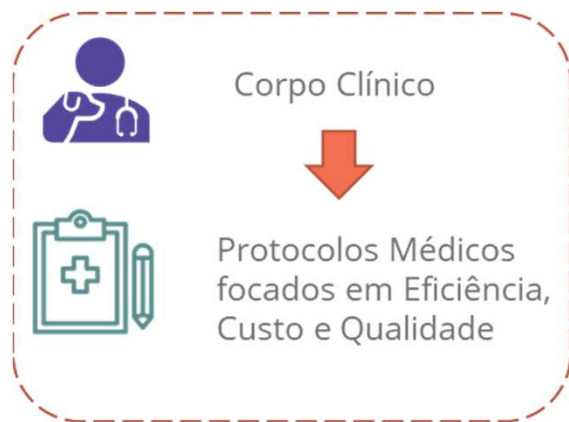 Corpo Clínico
Protocolos Médicos
focados em Eficiência,
Custo e Qualidade